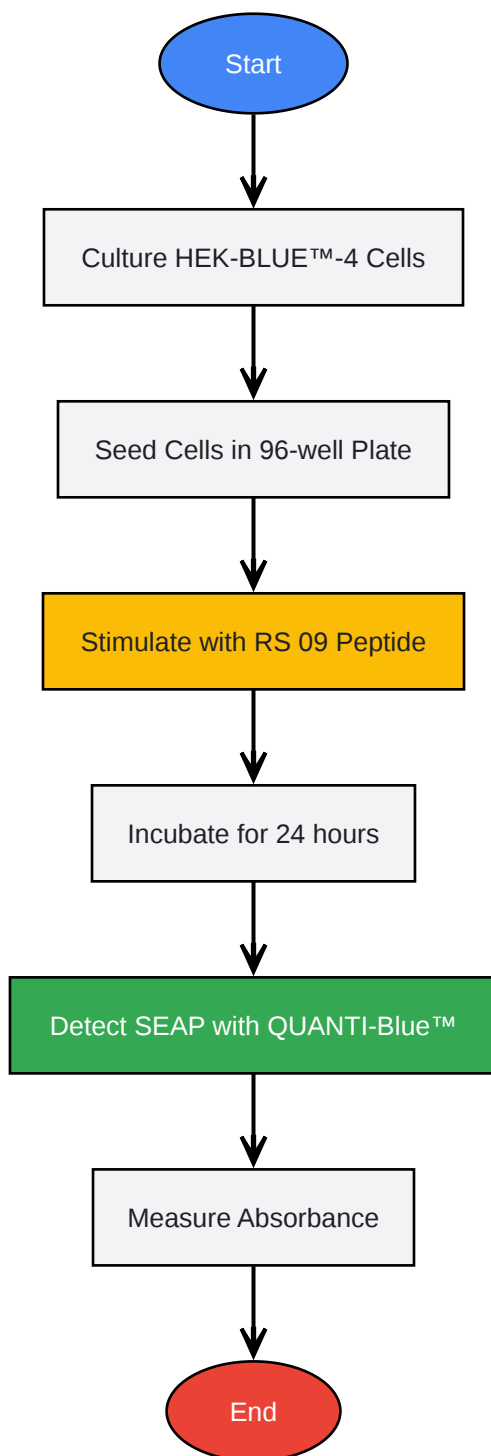 Start
Culture HEK-BLUE™-4 Cells
Seed Cells in 96-well Plate
Stimulate with RS 09 Peptide
Incubate for 24 hours
Detect SEAP with QUANTI-Blue™
Measure Absorbance
End